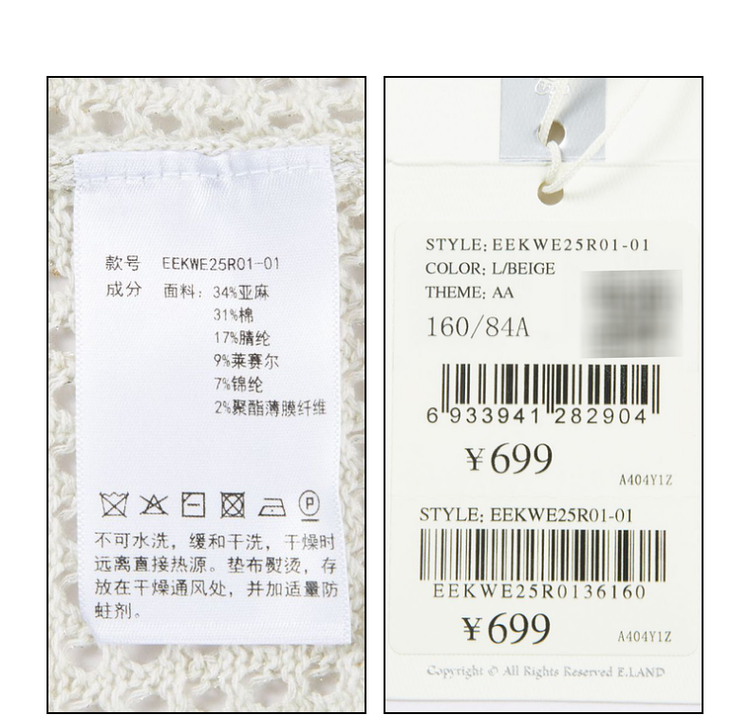 款号 EEKWE25R01-01
成分 面料: 34%亚麻
31%棉
17%腈纶
9%莱赛尔
7%锦纶
2%聚酯薄膜纤维
P
不可水洗，缓和干洗，干燥时
远离直接热源。垫布熨烫，存
放在干燥通风处，并加适量防
蛀剂。
STYLE: EEKWE25R01-01
COLOR: L/BEIGE
THEME: AA
160/84A
6 933941 282904
¥699
A404Y1Z
STYLE: EEKWE25R01-01
EEKWE25R0136160
¥699
A404Y1Z
Copyright © All Rights Reserved E.LAND